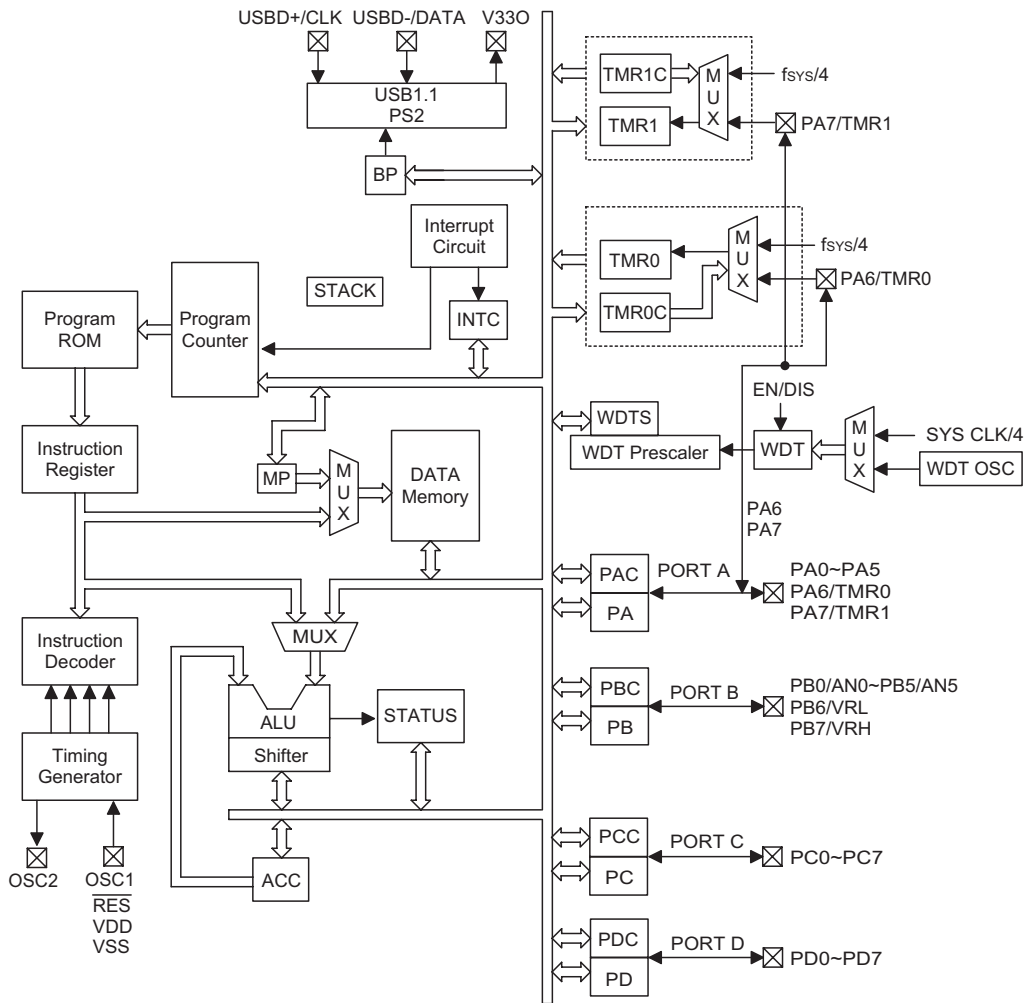 USBD+/CLK USBD-/DATA V33O
USB1.1
PS2
BP
TMR1C
TMR1
MUX
fSYS/4
PA7/TMR1
Interrupt
Circuit
INTC
STACK
TMR0
TMR0C
MUX
fSYS/4
PA6/TMR0
Program
ROM
Program
Counter
EN/DIS
WDTS
WDT Prescaler
WDT
MUX
SYS CLK/4
WDT OSC
Instruction
Register
MP
MUX
DATA
Memory
PA6
PA7
PAC
PA
PORT A
PA0~PA5
PA6/TMR0
PA7/TMR1
Instruction
Decoder
MUX
ALU
Shifter
STATUS
PBC
PB
PORT B
PB0/AN0~PB5/AN5
PB6/VRL
PB7/VRH
Timing
Generator
OSC2
OSC1
RES
VDD
VSS
ACC
PCC
PC
PORT C
PC0~PC7
PDC
PD
PORT D
PD0~PD7